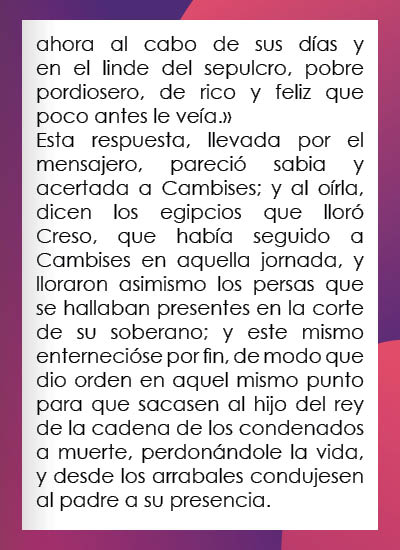 ahora al cabo de sus días y
en el linde del sepulcro, pobre
pordiosero, de rico y feliz que
poco antes le veía.»
Esta respuesta, llevada por el
mensajero, pareció sabia y
acertada a Cambises; y al oírla,
dicen los egipcios que lloró
Creso, que había seguido a
Cambises en aquella jornada, y
lloraron asimismo los persas que
se hallaban presentes en la corte
de su soberano; y este mismo
enternecióse por fin, de modo que
dio orden en aquel mismo punto
para que sacasen al hijo del rey
de la cadena de los condenados
a muerte, perdonándole la vida,
y desde los arrabales condujesen
al padre a su presencia.